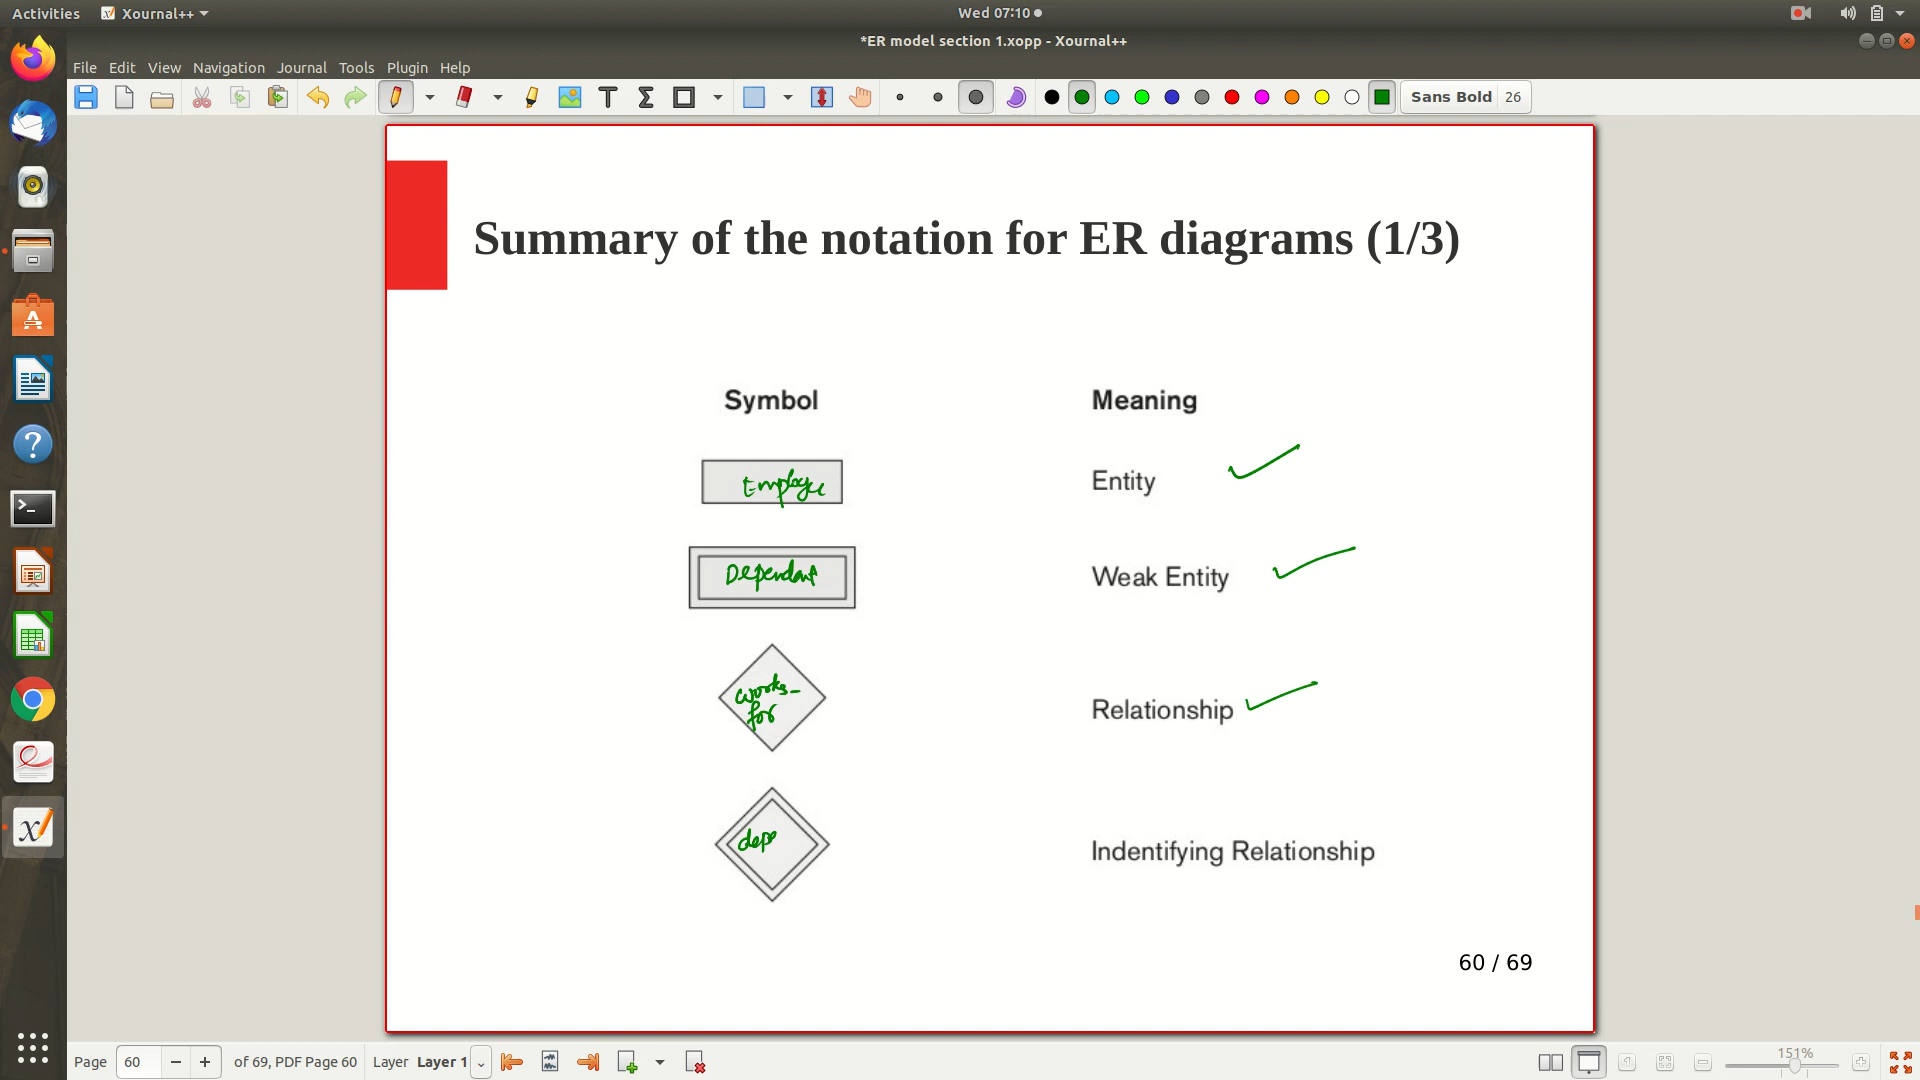 Activities
Xournal++
Wed 07:10
*ER model section 1.xopp - Xournal++
File Edit View Navigation Journal Tools Plugin Help
Sans Bold 26
Summary of the notation for ER diagrams (1/3)
Symbol Meaning
Employee Entity
Dependent Weak Entity
works-
for
Relationship
depe
Indentifying Relationship
60 / 69
Page 60 of 69, PDF Page 60 Layer Layer 1
151%